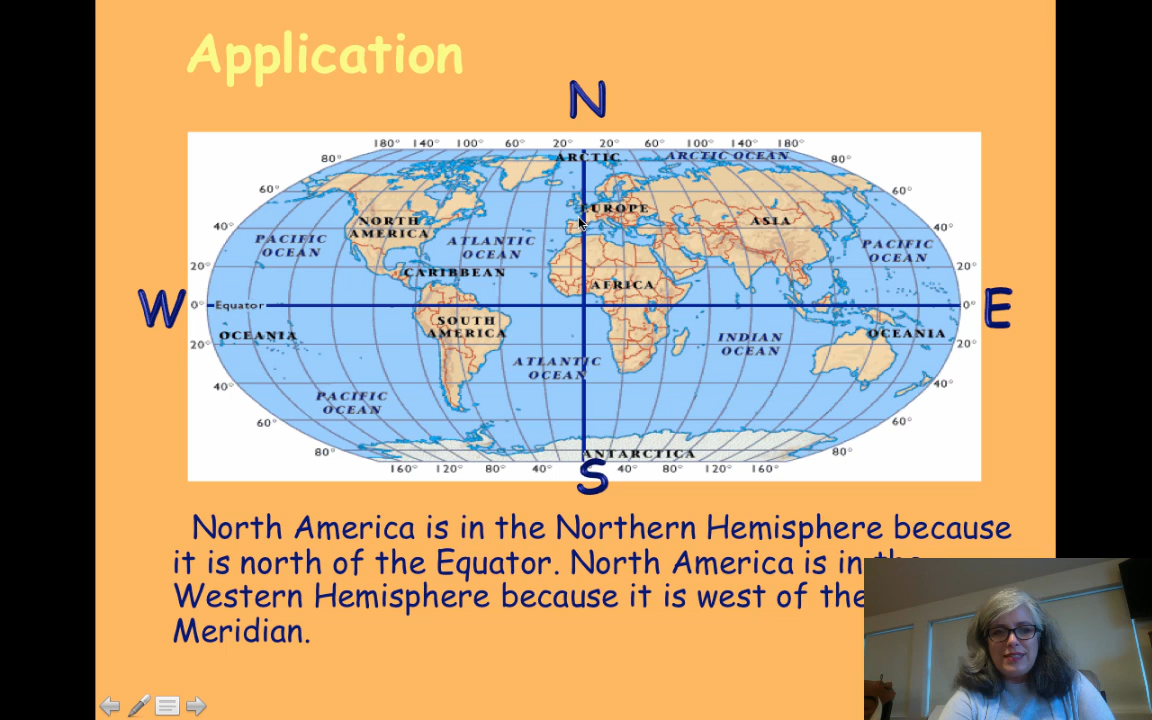 Application
N
180° 140° 100° 60° 20° 20° 60° 100° 140° 180°
ARCTIC ARCTIC OCEAN
80° 80°
60° 60°
EUROPE
NORTH AMERICA
ASIA
40° 40°
PACIFIC OCEAN
ATLANTIC OCEAN
PACIFIC OCEAN
20° 20°
CARIBBEAN
AFRICA
W
0° Equator 0°
E
SOUTH AMERICA
OCEANIA OCEANIA
20° 20°
INDIAN OCEAN
ATLANTIC OCEAN
40° 40°
PACIFIC OCEAN
60° 60°
80° 80°
ANTARCTICA
160° 120° 80° 40° 40° 80° 120° 160°
S
North America is in the Northern Hemisphere because
it is north of the Equator. North America is in the
Western Hemisphere because it is west of the
Meridian.